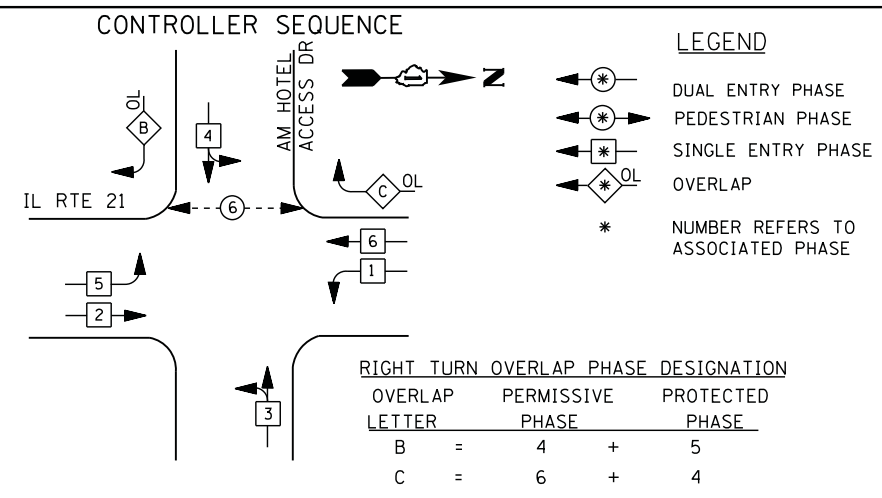 CONTROLLER SEQUENCE
OL
B
4
AM HOTEL
ACCESS DR
N
C
OL
IL RTE 21
6
6
1
5
2
3
LEGEND
* DUAL ENTRY PHASE
* PEDESTRIAN PHASE
* SINGLE ENTRY PHASE
* OL OVERLAP
* NUMBER REFERS TO
ASSOCIATED PHASE
RIGHT TURN OVERLAP PHASE DESIGNATION
OVERLAP PERMISSIVE PROTECTED
LETTER PHASE PHASE
B = 4 + 5
C = 6 + 4